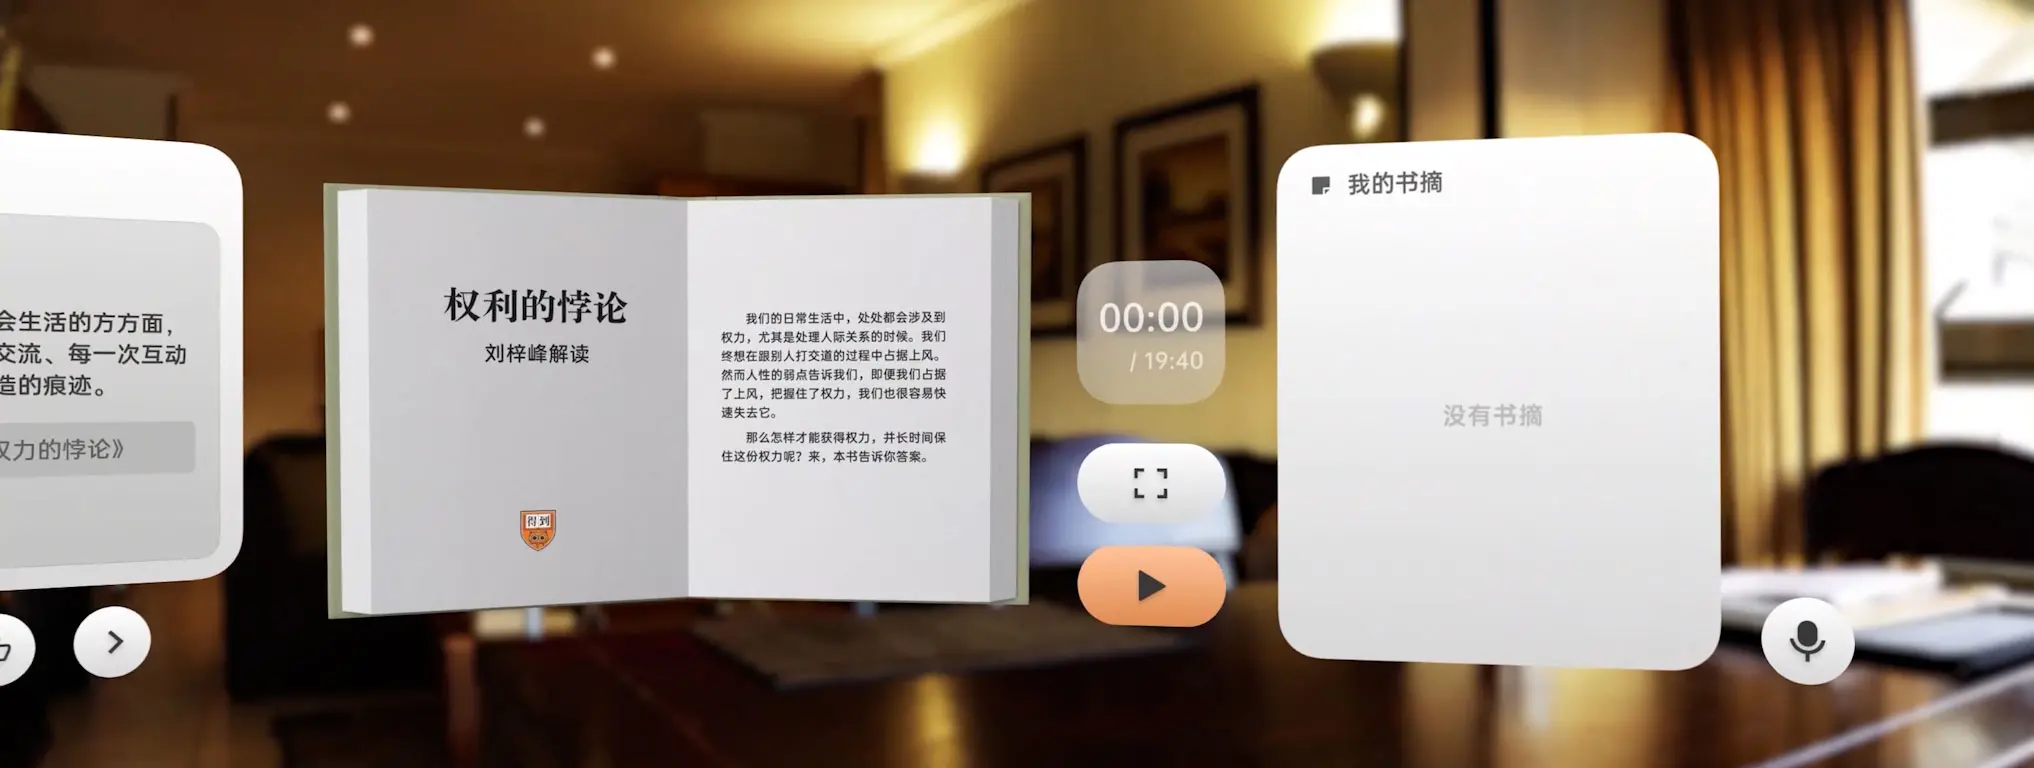 会生活的方方面，
交流、每一次互动
造的痕迹。
权力的悖论》
权利的悖论
刘梓峰解读
得到
我们的日常生活中，处处都会涉及到
权力，尤其是处理人际关系的时候。我们
终想在跟别人打交道的过程中占据上风。
然而人性的弱点告诉我们，即便我们占据
了上风，把握住了权力，我们也很容易快
速失去它。
那么怎样才能获得权力，并长时间保
住这份权力呢？来，本书告诉你答案。
00:00
/ 19:40
我的书摘
没有书摘